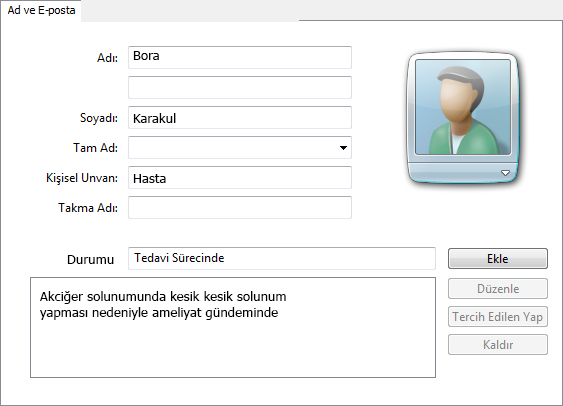 Ad ve E-posta
Adı: Bora
Soyadı: Karakul
Tam Ad:
Kişisel Unvan: Hasta
Takma Adı:
Durumu Tedavi Sürecinde Ekle
Akciğer solunumunda kesik kesik solunum
yapması nedeniyle ameliyat gündeminde
Düzenle
Tercih Edilen Yap
Kaldır